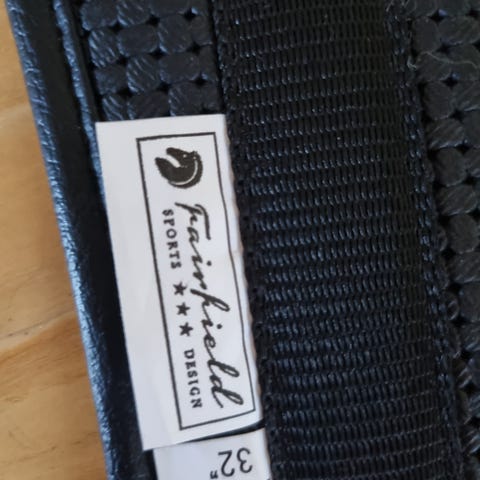 Fairfield
SPORTS ★★★ DESIGN
32"